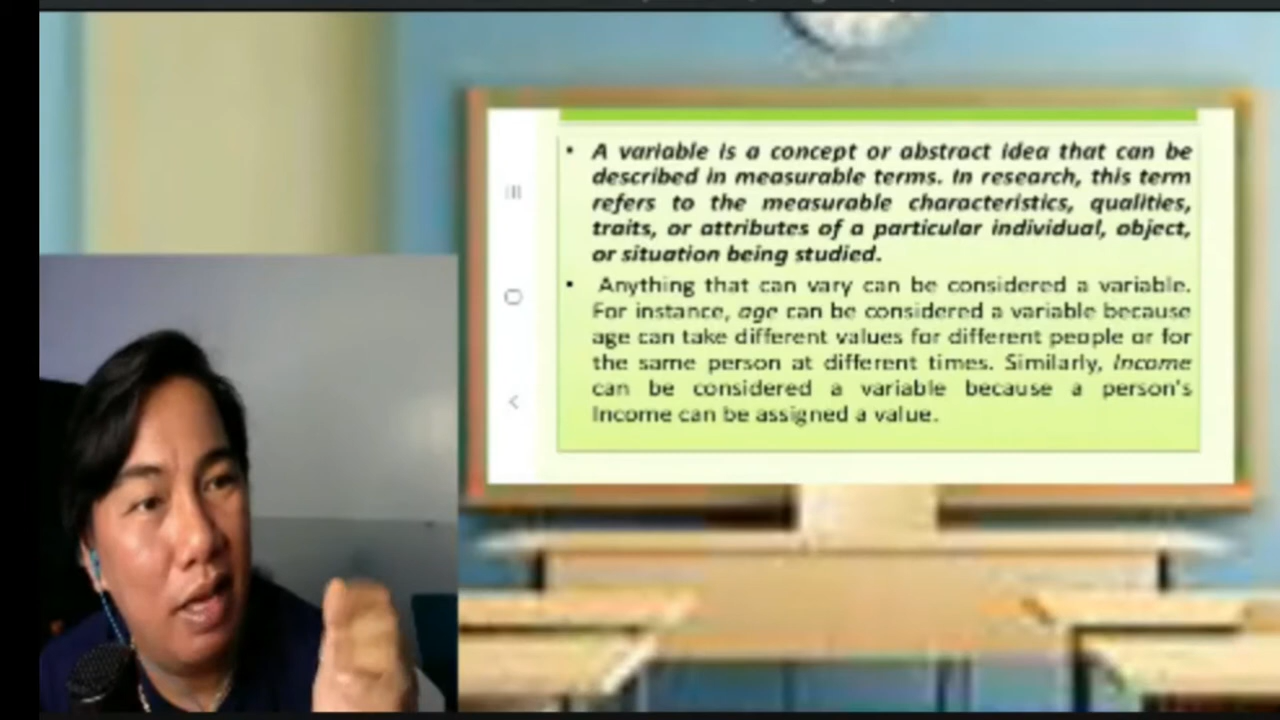 • A variable is a concept or abstract idea that can be
described in measurable terms. In research, this term
refers to the measurable characteristics, qualities,
traits, or attributes of a particular individual, object,
or situation being studied.
• Anything that can vary can be considered a variable.
For instance, age can be considered a variable because
age can take different values for different people or for
the same person at different times. Similarly, Income
can be considered a variable because a person's
Income can be assigned a value.